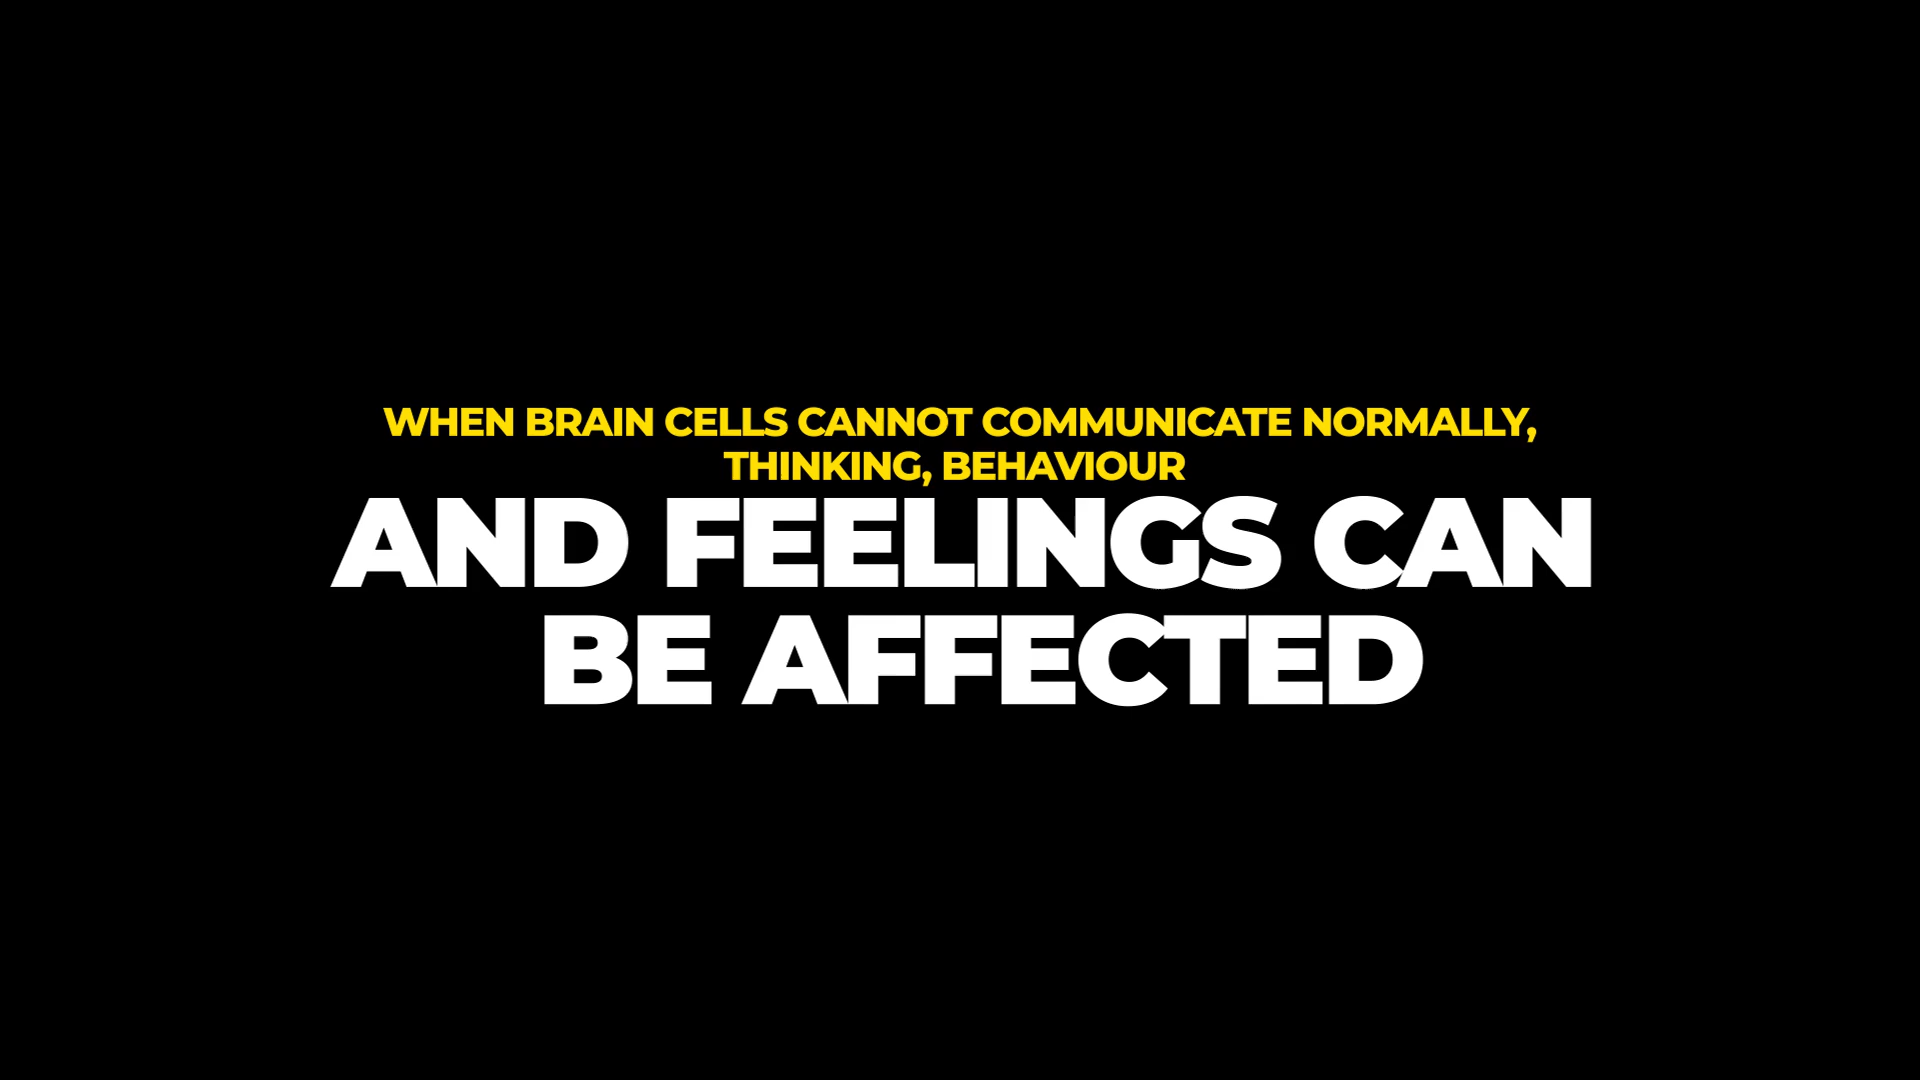 WHEN BRAIN CELLS CANNOT COMMUNICATE NORMALLY,
THINKING, BEHAVIOUR
AND FEELINGS CAN
BE AFFECTED